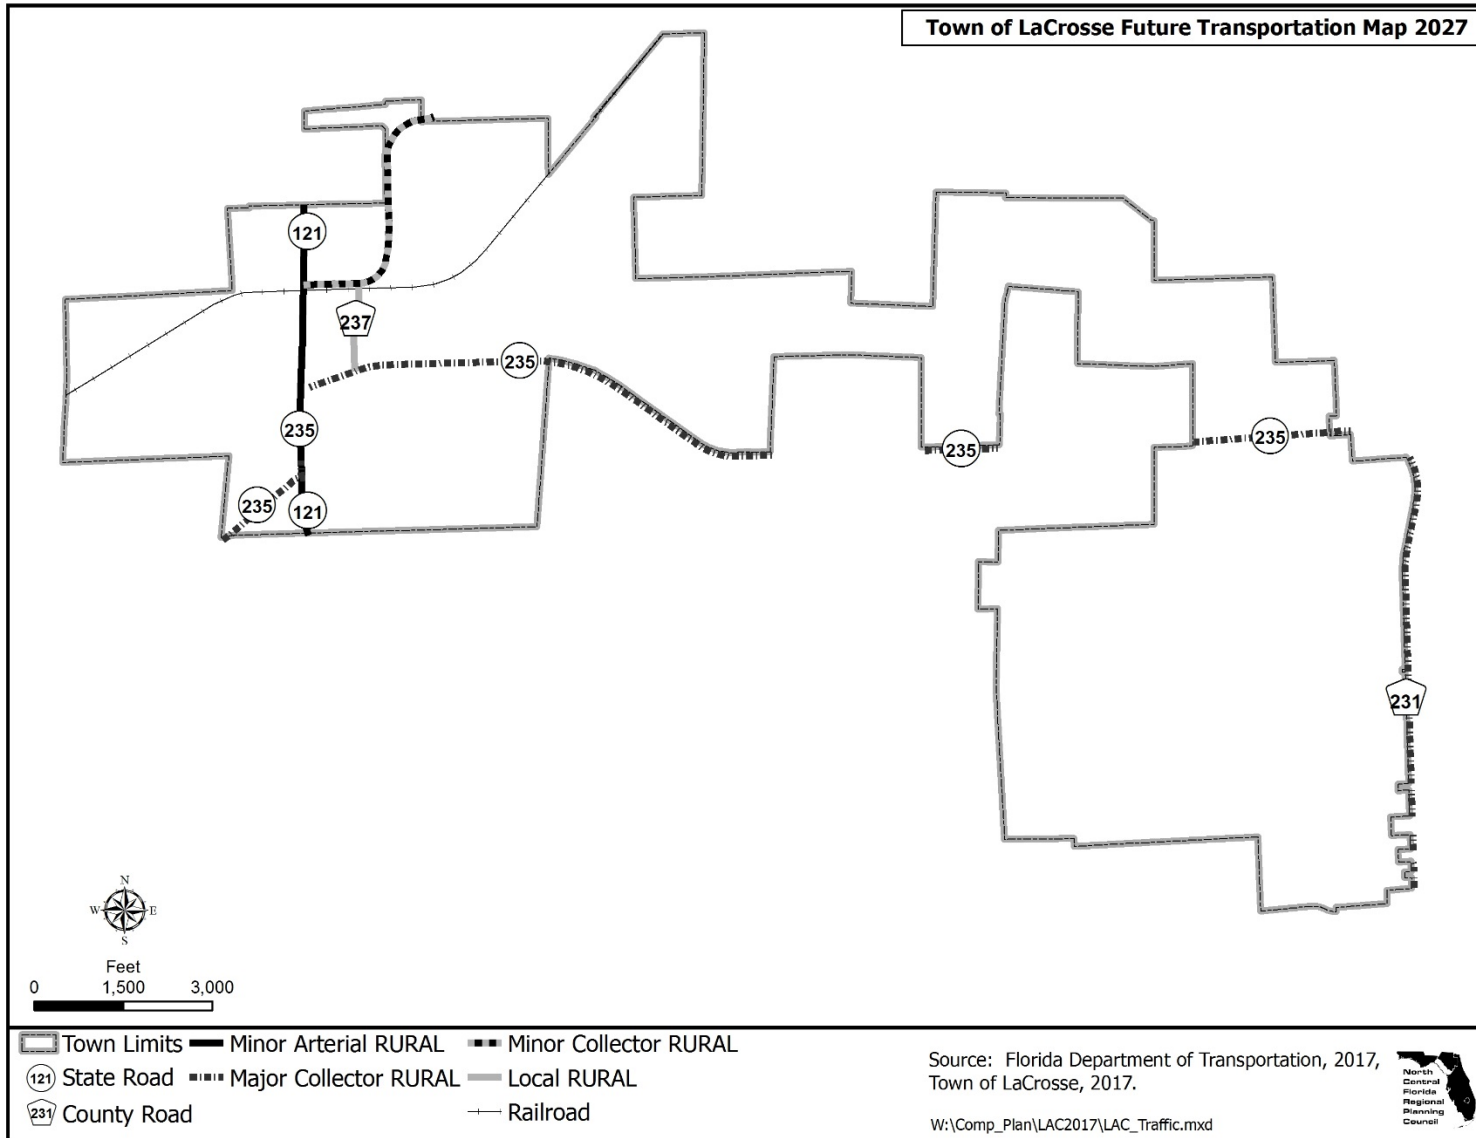 Town of LaCrosse Future Transportation Map 2027
121
237
235
235
235
235
235
121
231
N
W E
S
Feet
0 1,500 3,000
Town Limits Minor Arterial RURAL Minor Collector RURAL
121 State Road Major Collector RURAL Local RURAL
231 County Road Railroad
Source: Florida Department of Transportation, 2017,
Town of LaCrosse, 2017.
W:\Comp_Plan\LAC2017\LAC_Traffic.mxd
North
Central
Florida
Regional
Planning
Council